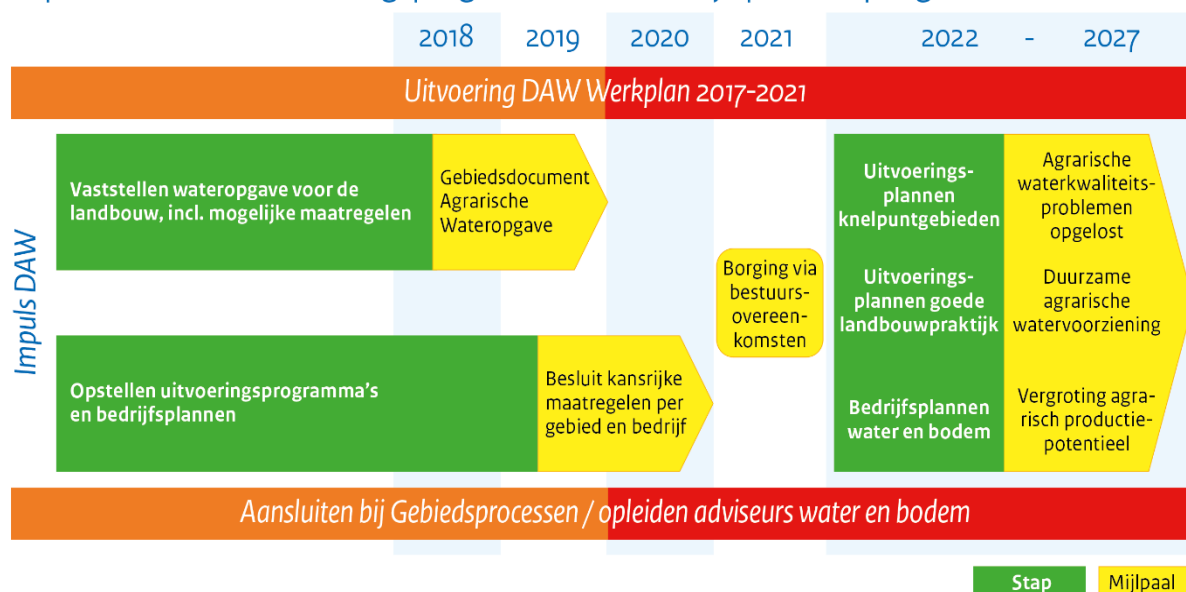 2018 2019 2020 2021 2022 - 2027
Uitvoering DAW Werkplan 2017-2021
Impuls DAW
Vaststellen wateropgave voor de
landbouw, incl. mogelijke maatregelen
Gebiedsdocument
Agrarische
Wateropgave
Opstellen uitvoeringsprogramma's
en bedrijfsplannen
Besluit kansrijke
maatregelen per
gebied en bedrijf
Borging via
bestuurs-
overeen-
komsten
Uitvoerings-
plannen
knelpuntgebieden
Uitvoerings-
plannen goede
landbouwpraktijk
Bedrijfsplannen
water en bodem
Agrarische
waterkwaliteits-
problemen
opgelost
Duurzame
agrarische
watervoorziening
Vergroting agra-
risch productie-
potentieel
Aansluiten bij Gebiedsprocessen / opleiden adviseurs water en bodem
Stap
Mijlpaal